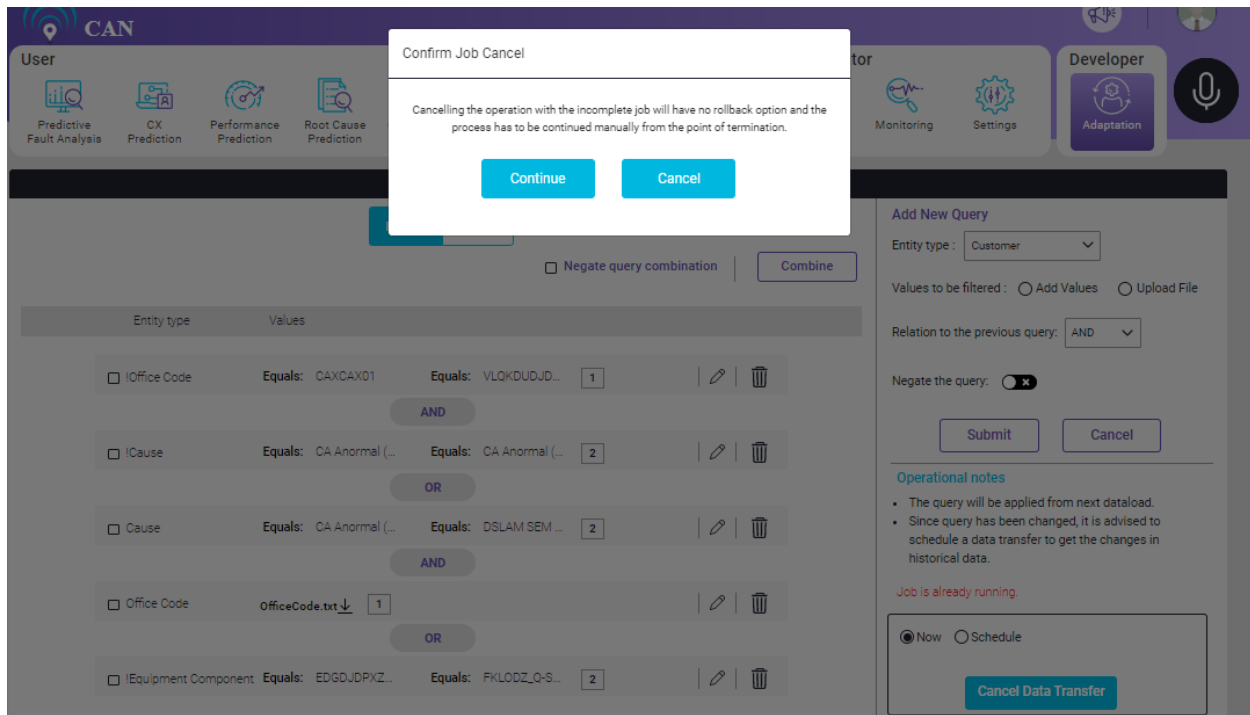 CAN
User
tor
Developer
Predictive
Fault Analysis
CX
Prediction
Performance
Prediction
Root Cause
Prediction
Monitoring
Settings
Adaptation
Confirm Job Cancel
Cancelling the operation with the incomplete job will have no rollback option and the
process has to be continued manually from the point of termination.
Continue Cancel
Negate query combination
Combine
Entity type Values
!Office Code Equals: CAXCAX01 Equals: VLQKDUDJD... 1
AND
!Cause Equals: CA Anormal (... Equals: CA Anormal (... 2
OR
Cause Equals: CA Anormal (... Equals: DSLAM SEM ... 2
AND
Office Code OfficeCode.txt 1
OR
!Equipment Component Equals: EDGDJDPXZ... Equals: FKLODZ_Q-S... 2
Add New Query
Entity type : Customer
Values to be filtered : Add Values Upload File
Relation to the previous query: AND
Negate the query:
Submit Cancel
Operational notes
• The query will be applied from next dataload.
• Since query has been changed, it is advised to
schedule a data transfer to get the changes in
historical data.
Job is already running.
Now Schedule
Cancel Data Transfer